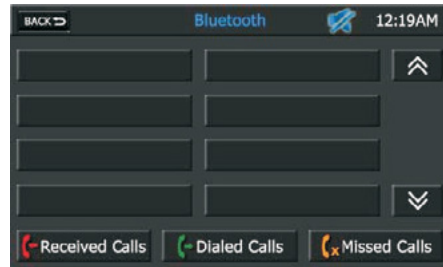 BACK Bluetooth 12:19AM
Received Calls Dialed Calls Missed Calls